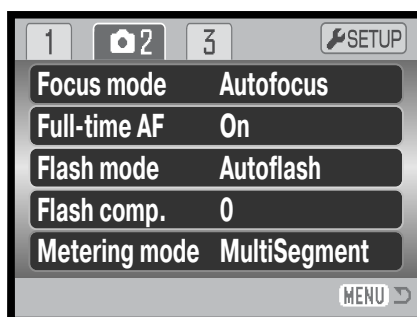 1 2 3 SETUP
Focus mode Autofocus
Full-time AF On
Flash mode Autoflash
Flash comp. 0
Metering mode MultiSegment
MENU